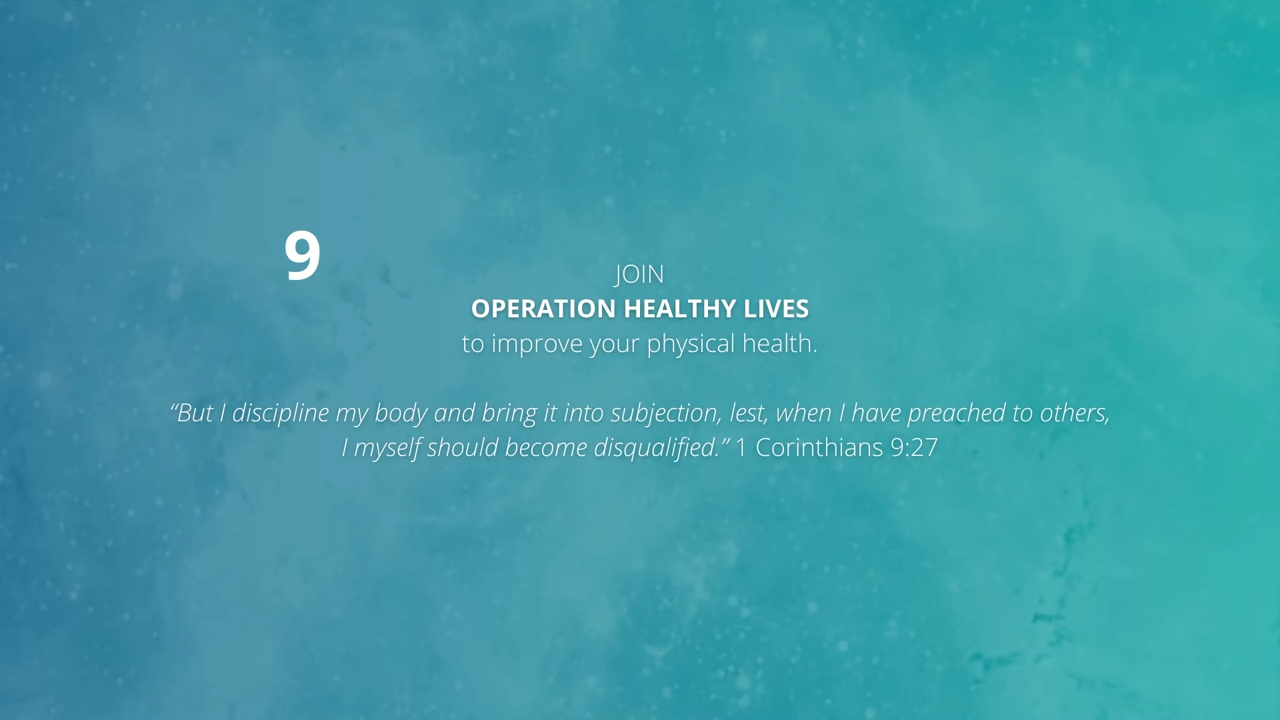 9
JOIN
OPERATION HEALTHY LIVES
to improve your physical health.
“But I discipline my body and bring it into subjection, lest, when I have preached to others,
I myself should become disqualified.” 1 Corinthians 9:27